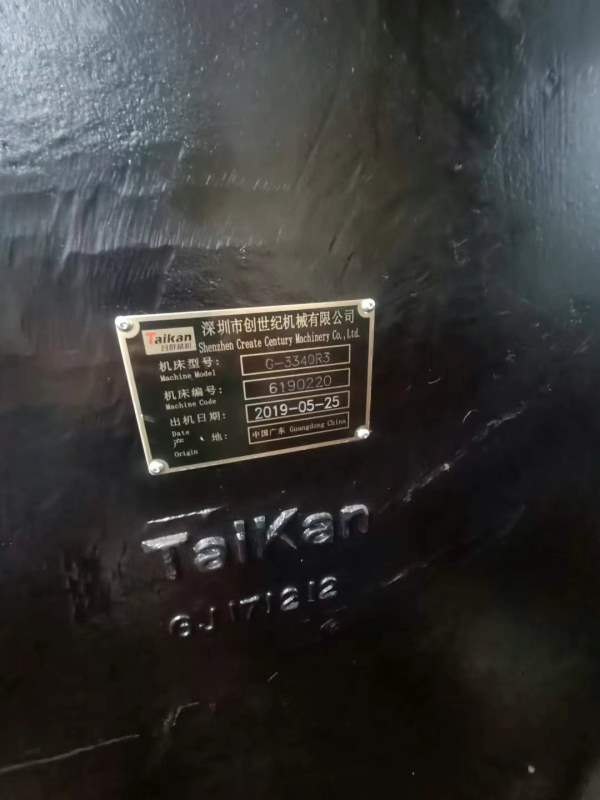 Taikan
深圳市创世纪机械有限公司
Shenzhen Create Century Machinery Co.,Ltd.
机床型号: G-3340R3
Machine Model
机床编号: 6190220
Machine Code
出机日期: 2019-05-25
Date
产地: 中国广东 Guangdong China
Origin
Taikan
GJ171212